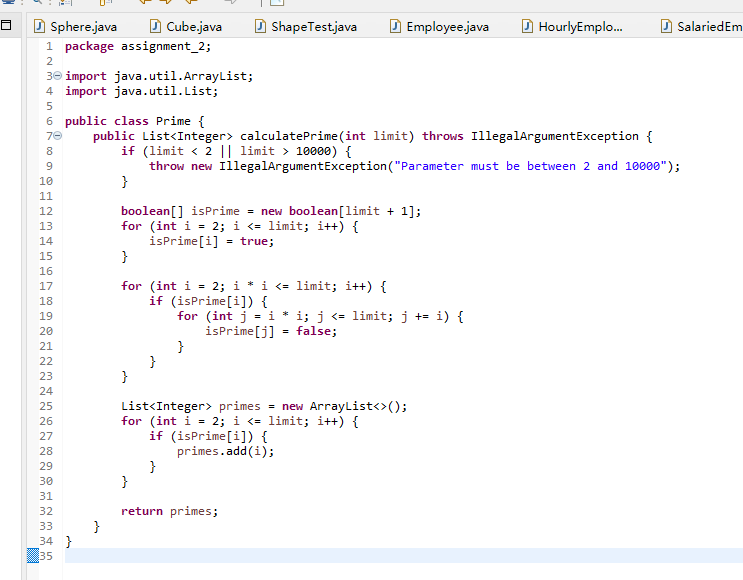 Sphere.java Cube.java ShapeTest.java Employee.java HourlyEmplo... SalariedEm
1 package assignment_2;
2
3 import java.util.ArrayList;
4 import java.util.List;
5
6 public class Prime {
7     public List<Integer> calculatePrime(int limit) throws IllegalArgumentException {
8         if (limit < 2 || limit > 10000) {
9             throw new IllegalArgumentException("Parameter must be between 2 and 10000");
10         }
11
12         boolean[] isPrime = new boolean[limit + 1];
13         for (int i = 2; i <= limit; i++) {
14             isPrime[i] = true;
15         }
16
17         for (int i = 2; i * i <= limit; i++) {
18             if (isPrime[i]) {
19                 for (int j = i * i; j <= limit; j += i) {
20                     isPrime[j] = false;
21                 }
22             }
23         }
24
25         List<Integer> primes = new ArrayList<>();
26         for (int i = 2; i <= limit; i++) {
27             if (isPrime[i]) {
28                 primes.add(i);
29             }
30         }
31
32         return primes;
33     }
34 }
35